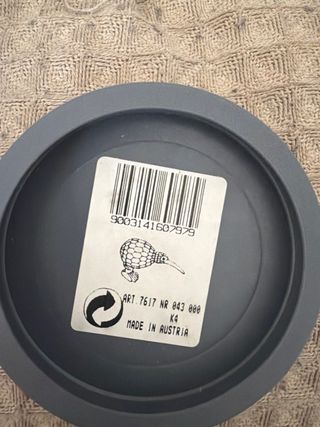 9003141607979
ART.7617 NR 043 000
K4
MADE IN AUSTRIA